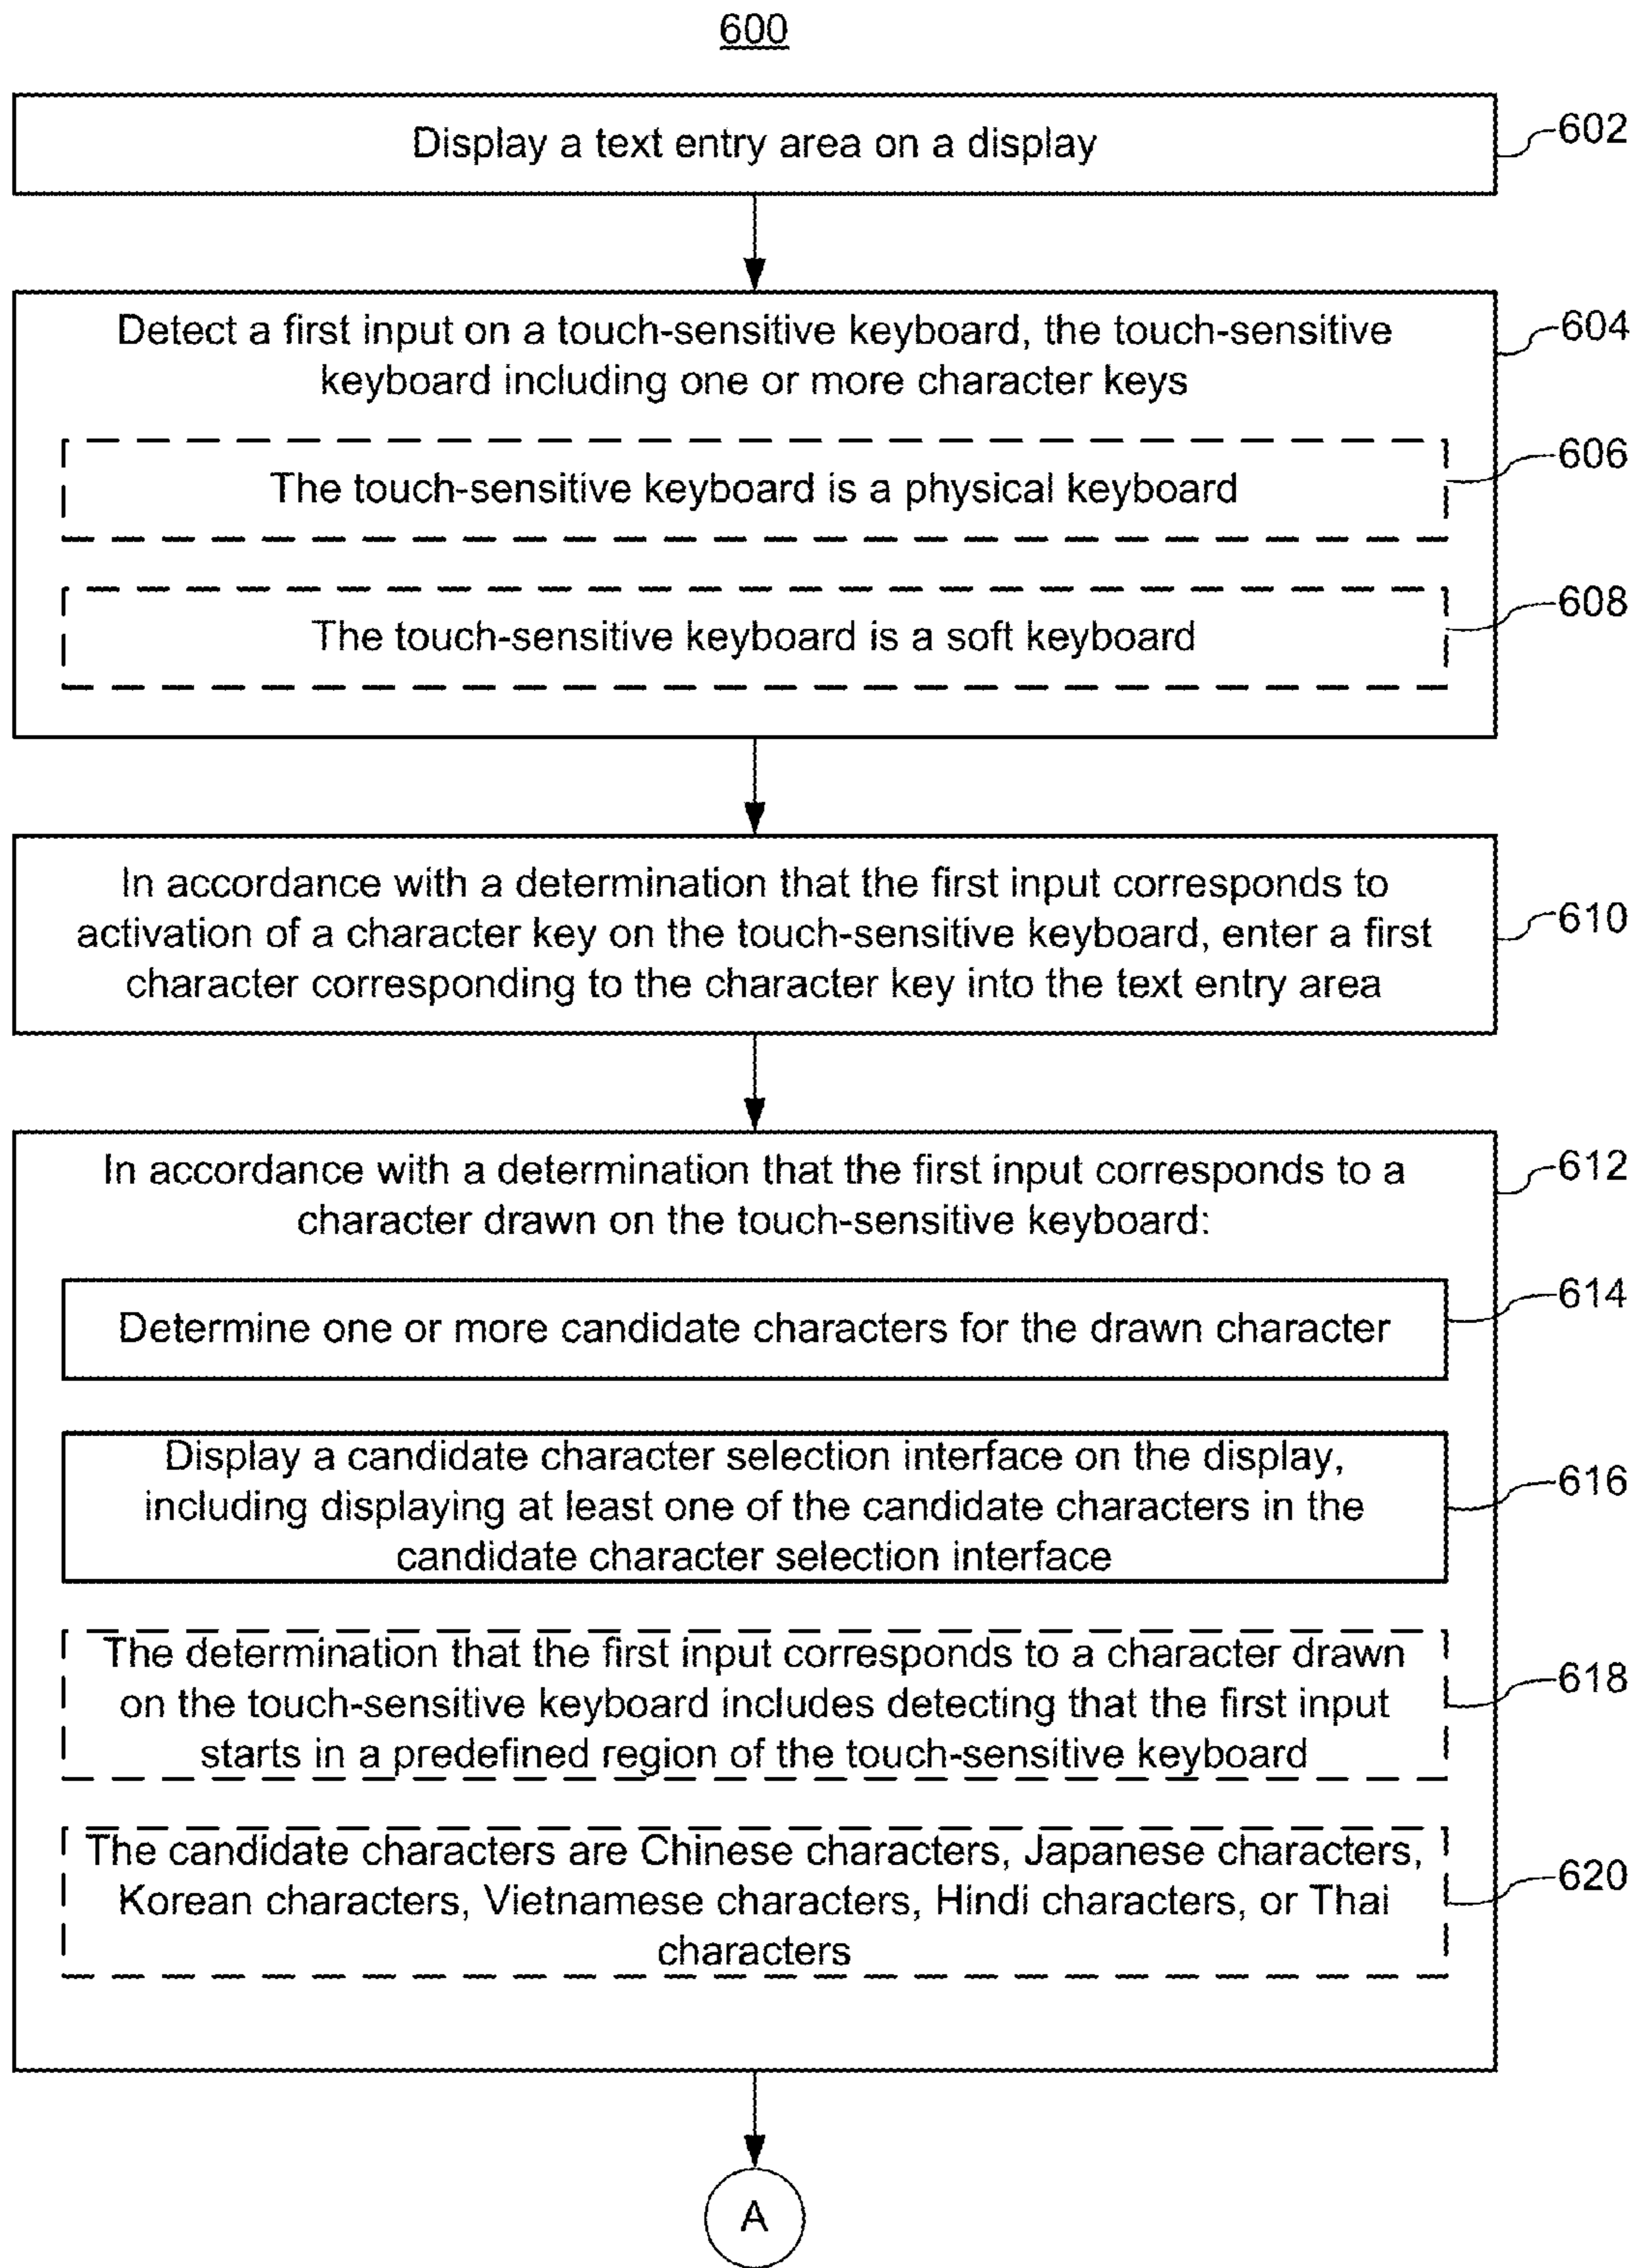 600
Display a text entry area on a display
602
Detect a first input on a touch-sensitive keyboard, the touch-sensitive
keyboard including one or more character keys
604
The touch-sensitive keyboard is a physical keyboard
606
The touch-sensitive keyboard is a soft keyboard
608
In accordance with a determination that the first input corresponds to
activation of a character key on the touch-sensitive keyboard, enter a first
character corresponding to the character key into the text entry area
610
In accordance with a determination that the first input corresponds to a
character drawn on the touch-sensitive keyboard:
612
Determine one or more candidate characters for the drawn character
614
Display a candidate character selection interface on the display,
including displaying at least one of the candidate characters in the
candidate character selection interface
616
The determination that the first input corresponds to a character drawn
on the touch-sensitive keyboard includes detecting that the first input
starts in a predefined region of the touch-sensitive keyboard
618
The candidate characters are Chinese characters, Japanese characters,
Korean characters, Vietnamese characters, Hindi characters, or Thai
characters
620
A